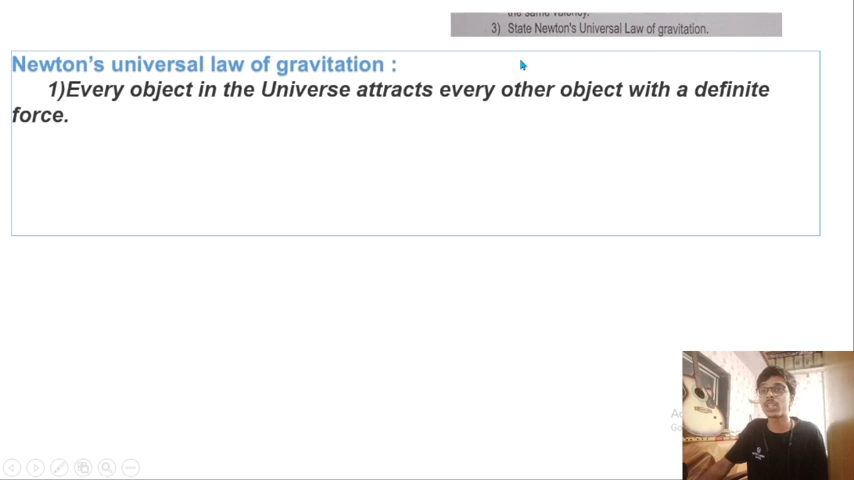 3) State Newton's Universal Law of gravitation.
Newton’s universal law of gravitation :
1)Every object in the Universe attracts every other object with a definite
force.